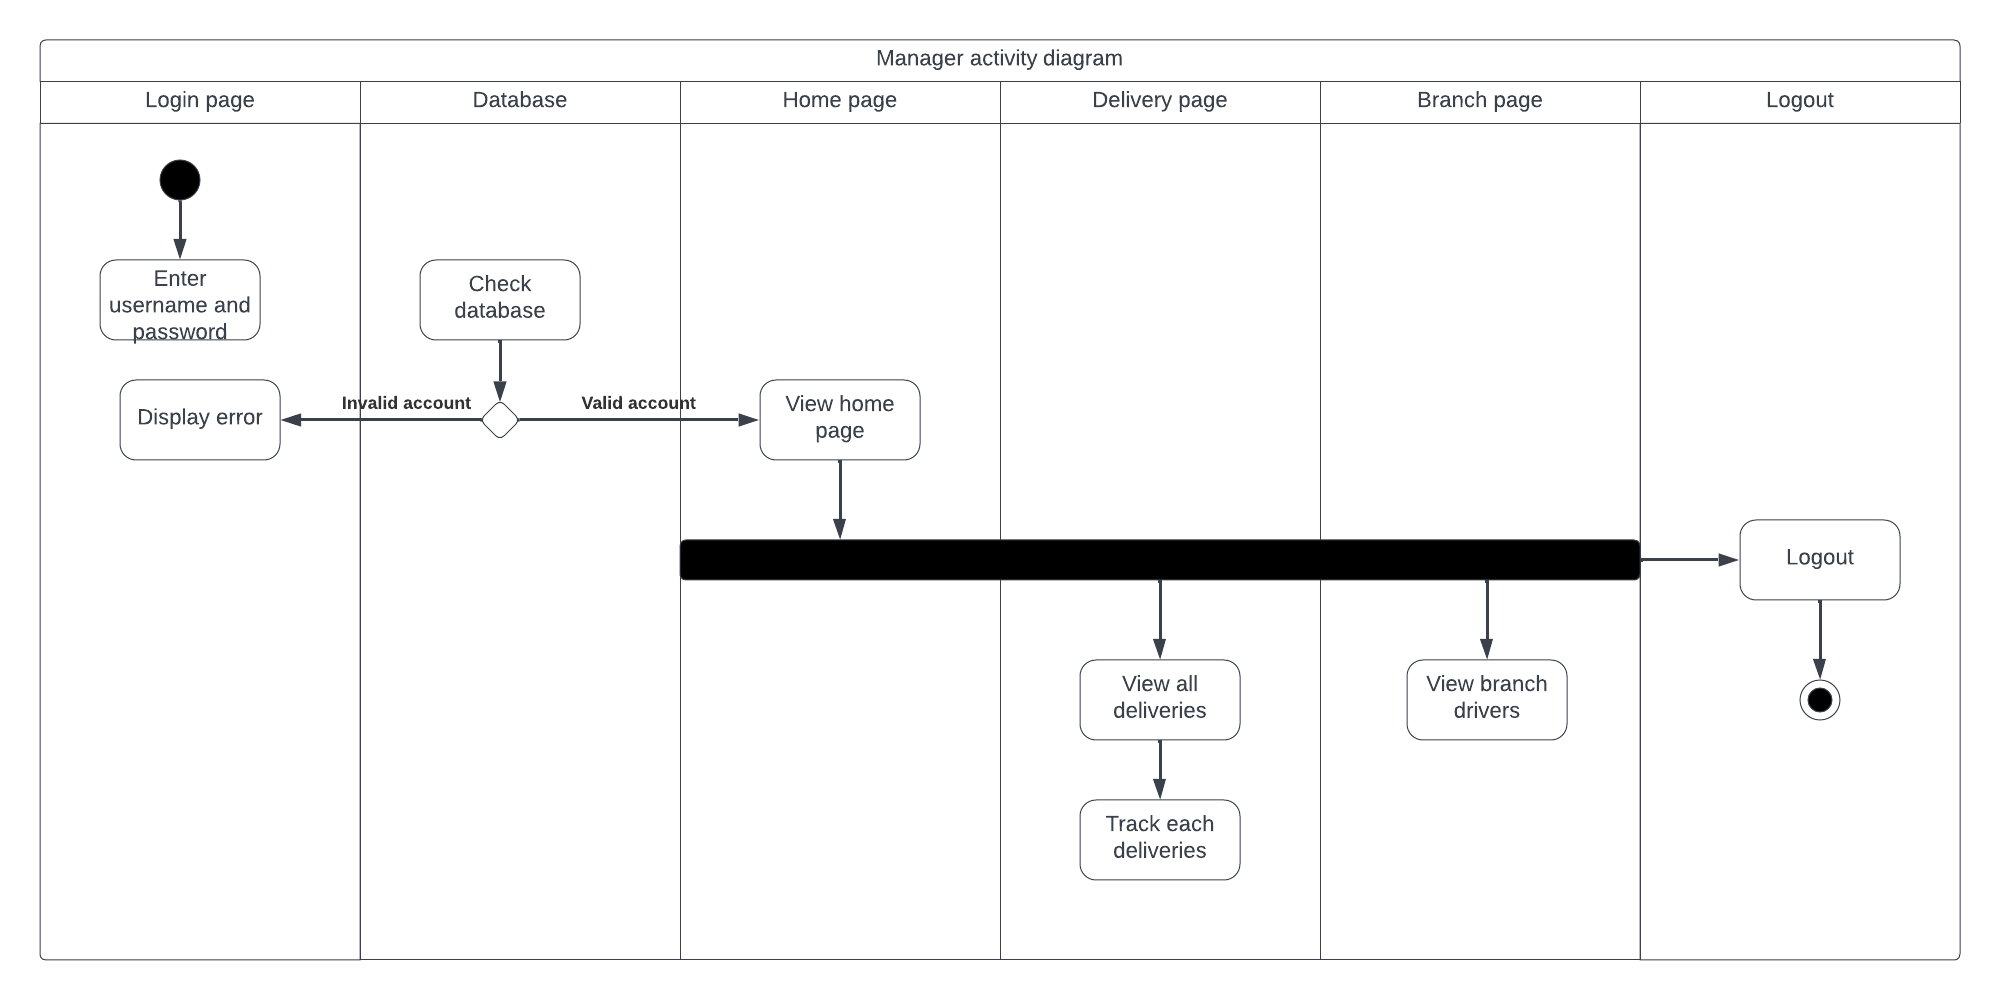 Manager activity diagram
Login page
Database
Home page
Delivery page
Branch page
Logout
Enter
username and
password
Check
database
Display error
Invalid account
Valid account
View home
page
Logout
View all
deliveries
View branch
drivers
Track each
deliveries